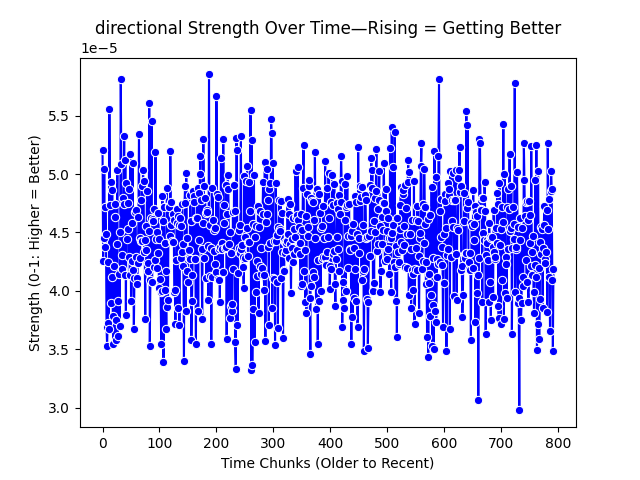 directional Strength Over Time—Rising = Getting Better
1e−5
5.5
5.0
4.5
4.0
3.5
3.0
Strength (0-1: Higher = Better)
0 100 200 300 400 500 600 700 800
Time Chunks (Older to Recent)